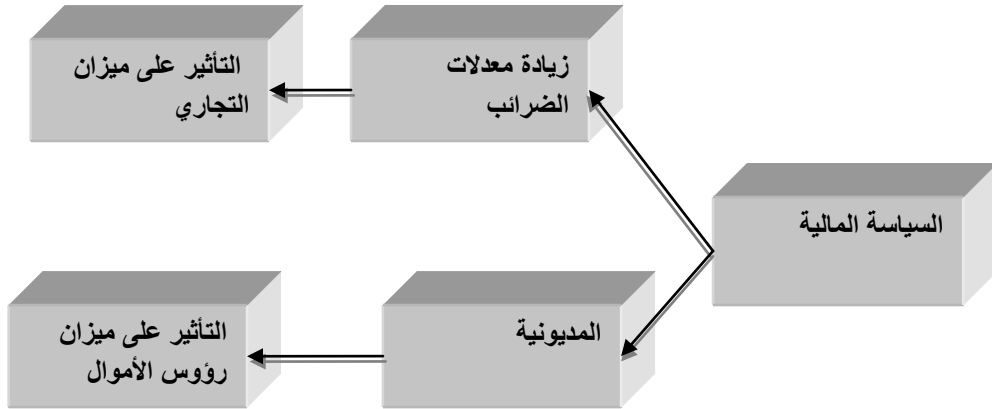 السياسة المالية
زيادة معدلات
الضرائب
التأثير على ميزان
التجاري
المديونية
التأثير على ميزان
رؤوس الأموال